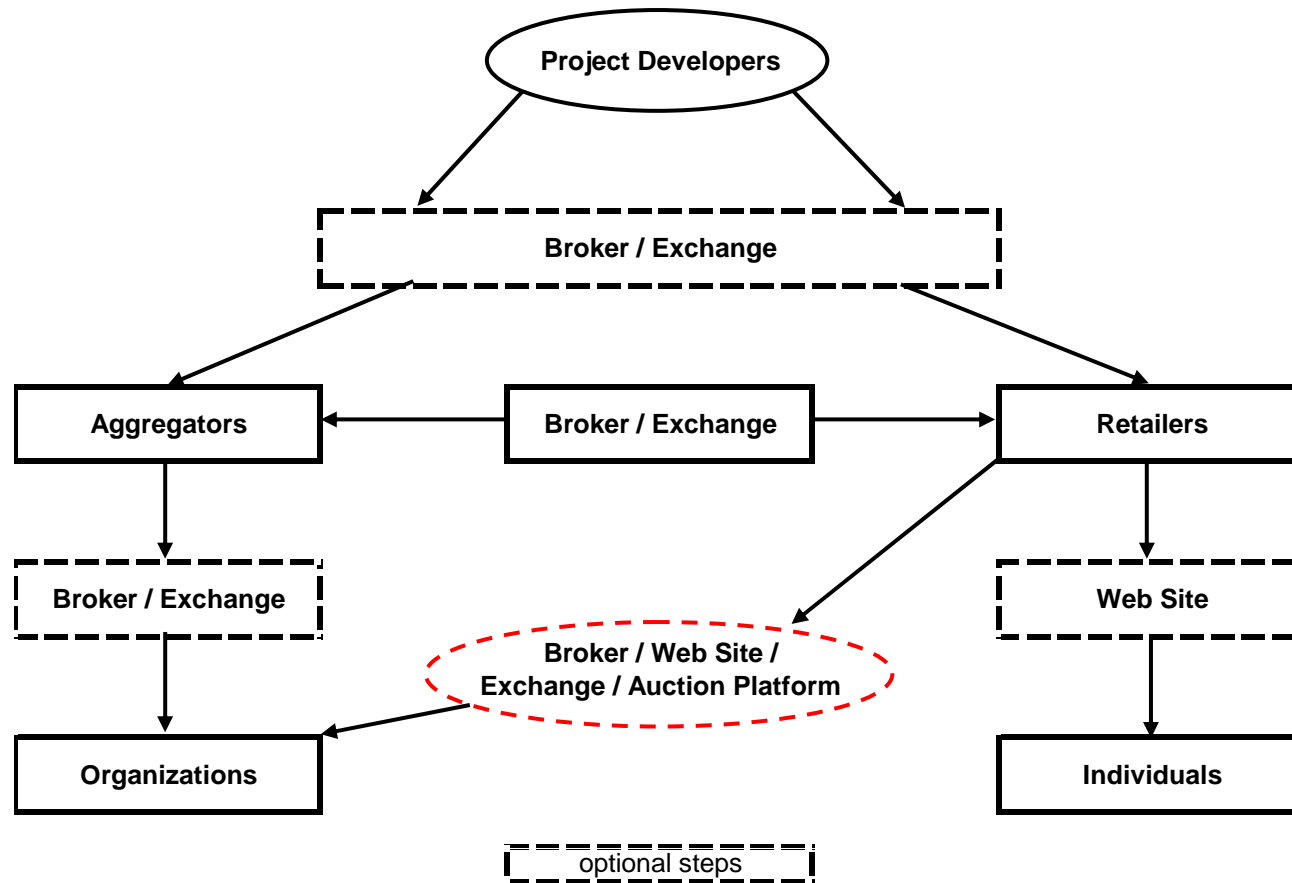 Project Developers
Broker / Exchange
Aggregators
Broker / Exchange
Retailers
Broker / Exchange
Web Site
Broker / Web Site /
Exchange / Auction Platform
Organizations
Individuals
optional steps